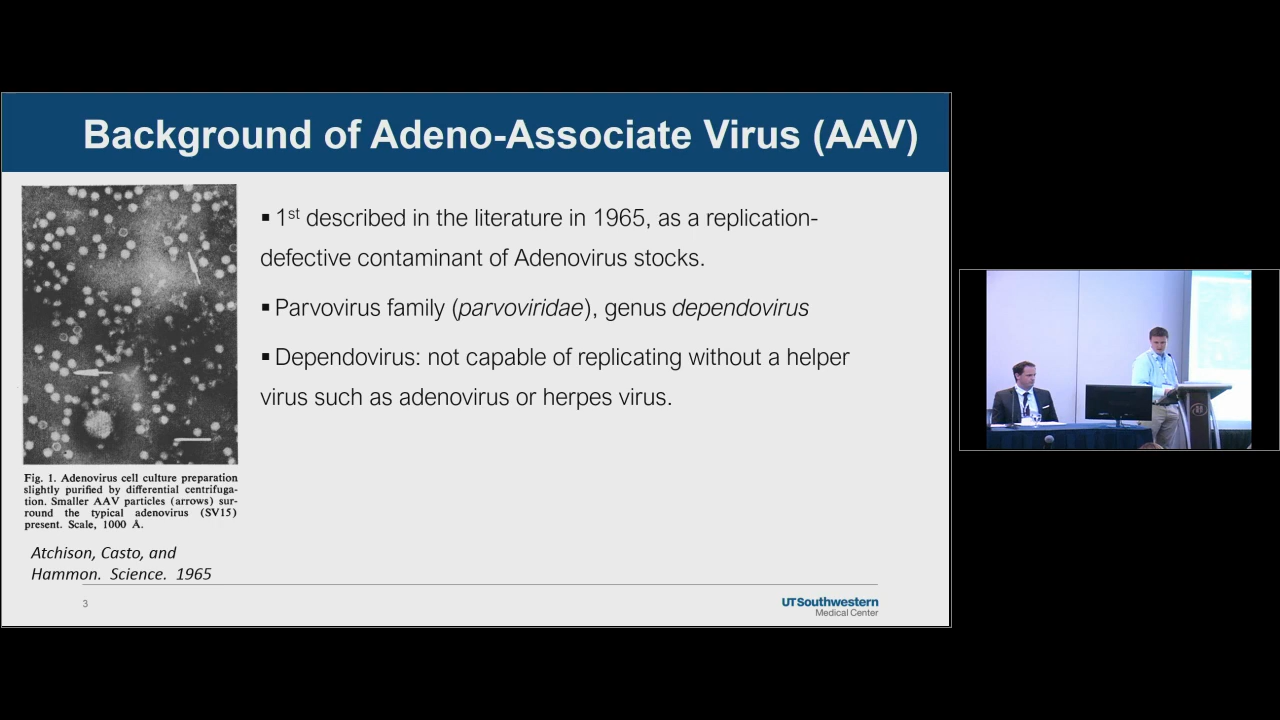 Background of Adeno-Associate Virus (AAV)
▪ 1st described in the literature in 1965, as a replication-
defective contaminant of Adenovirus stocks.
▪ Parvovirus family (parvoviridae), genus dependovirus
▪ Dependovirus: not capable of replicating without a helper
virus such as adenovirus or herpes virus.
Fig. 1. Adenovirus cell culture preparation
slightly purified by differential centrifuga-
tion. Smaller AAV particles (arrows) sur-
round the typical adenovirus (SV15)
present. Scale, 1000 Å.
Atchison, Casto, and
Hammon. Science. 1965
3
UTSouthwestern
Medical Center